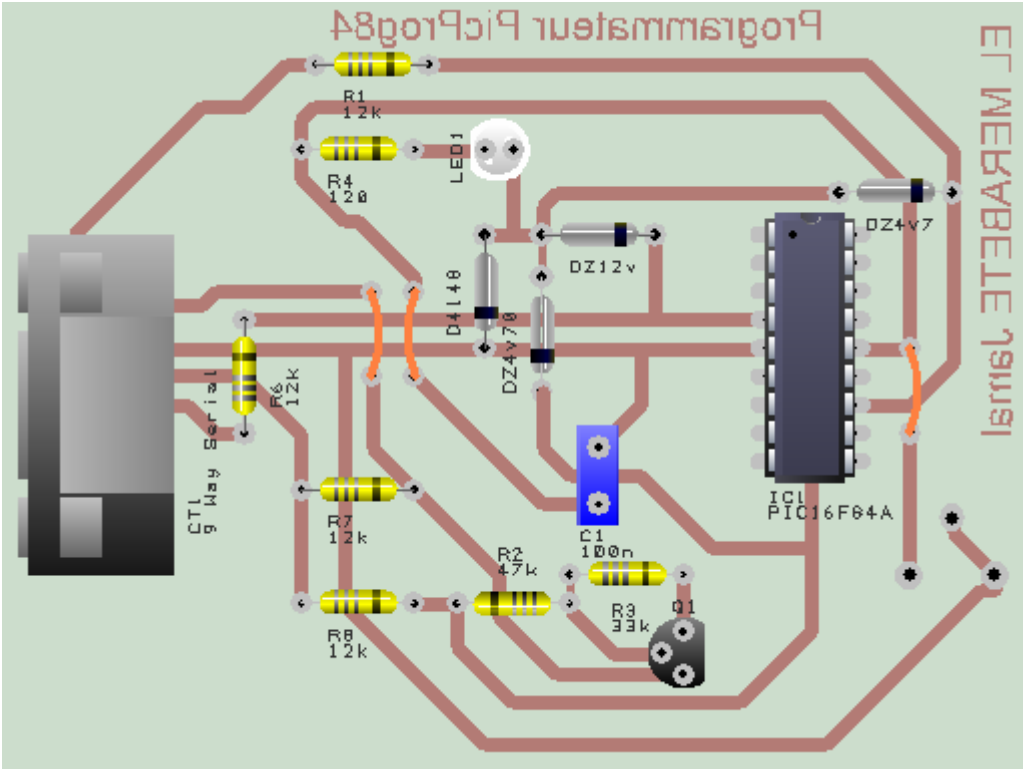 Programmateur PicProg84
EL MERABETE Jamal
R1
12k
R4
120
LED1
DZ4v7
DZ12v
D4148
DZ4v78
R6
12k
CT1
9 Way Serial
R7
12k
IC1
PIC16F84A
C1
100n
R2
47k
R3
33k
Q1
R8
12k